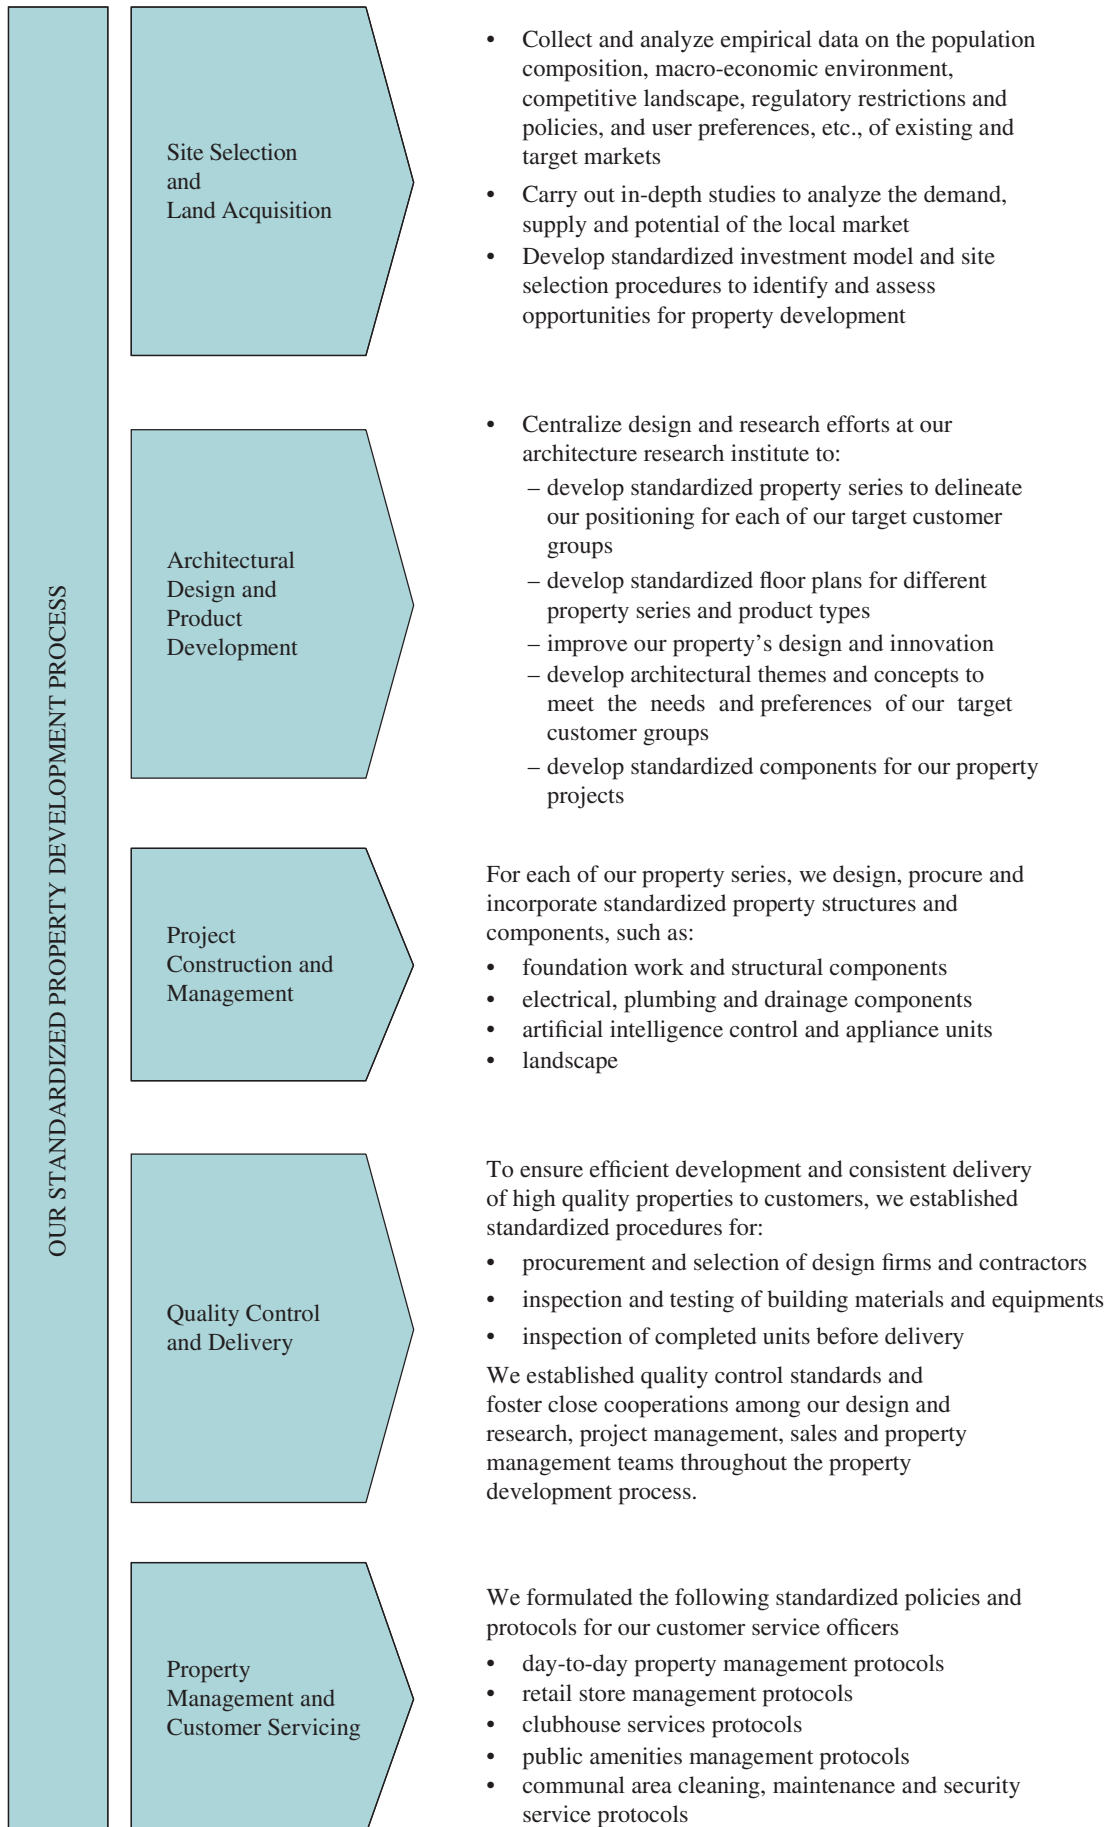 OUR STANDARDIZED PROPERTY DEVELOPMENT PROCESS
Site Selection
and
Land Acquisition
• Collect and analyze empirical data on the population
composition, macro-economic environment,
competitive landscape, regulatory restrictions and
policies, and user preferences, etc., of existing and
target markets
• Carry out in-depth studies to analyze the demand,
supply and potential of the local market
• Develop standardized investment model and site
selection procedures to identify and assess
opportunities for property development
Architectural
Design and
Product
Development
• Centralize design and research efforts at our
architecture research institute to:
– develop standardized property series to delineate
our positioning for each of our target customer
groups
– develop standardized floor plans for different
property series and product types
– improve our property’s design and innovation
– develop architectural themes and concepts to
meet the needs and preferences of our target
customer groups
– develop standardized components for our property
projects
Project
Construction and
Management
For each of our property series, we design, procure and
incorporate standardized property structures and
components, such as:
• foundation work and structural components
• electrical, plumbing and drainage components
• artificial intelligence control and appliance units
• landscape
Quality Control
and Delivery
To ensure efficient development and consistent delivery
of high quality properties to customers, we established
standardized procedures for:
• procurement and selection of design firms and contractors
• inspection and testing of building materials and equipments
• inspection of completed units before delivery
We established quality control standards and
foster close cooperations among our design and
research, project management, sales and property
management teams throughout the property
development process.
Property
Management and
Customer Servicing
We formulated the following standardized policies and
protocols for our customer service officers
• day-to-day property management protocols
• retail store management protocols
• clubhouse services protocols
• public amenities management protocols
• communal area cleaning, maintenance and security
service protocols